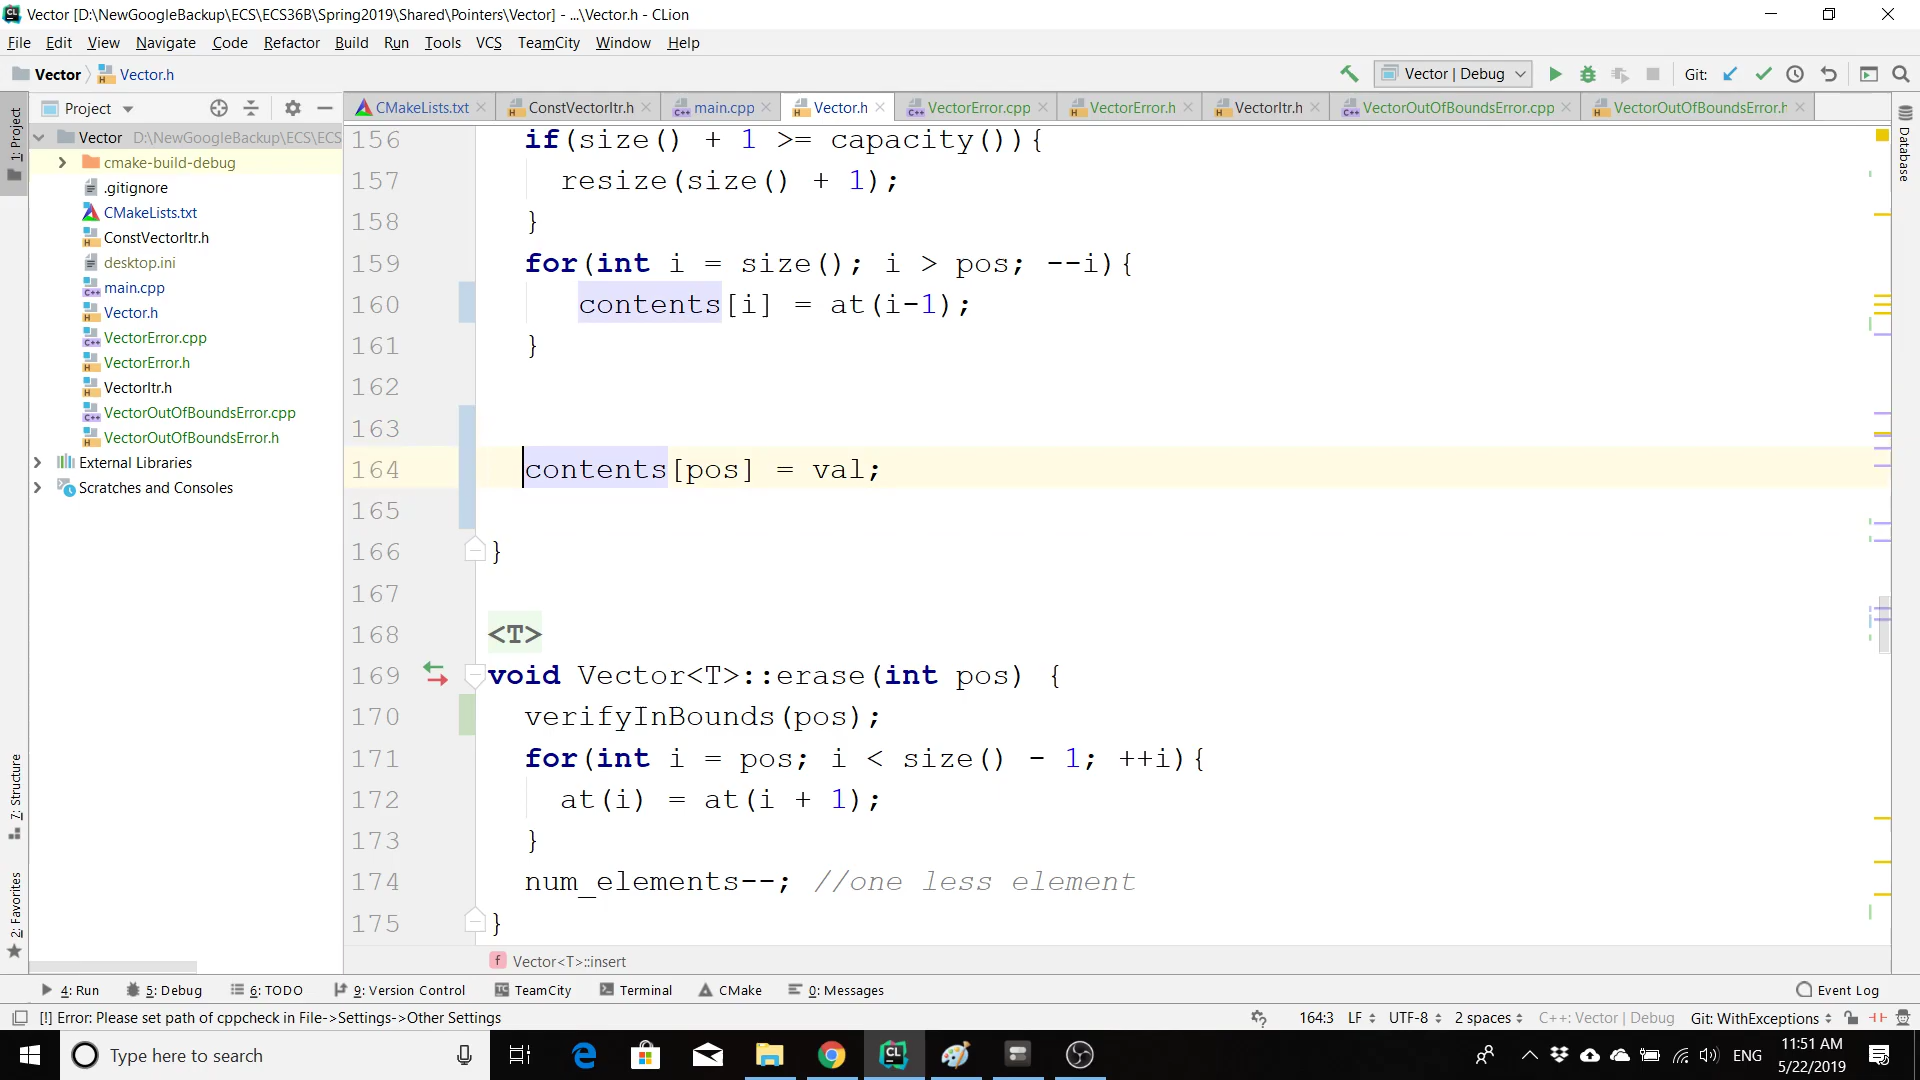 Vector [D:\NewGoogleBackup\ECS\ECS36B\Spring2019\Shared\Pointers\Vector] - ...\Vector.h - CLion
File Edit View Navigate Code Refactor Build Run Tools VCS TeamCity Window Help
Vector Vector.h Vector | Debug Git:
1: Project Project CMakeLists.txt ConstVectorItr.h main.cpp Vector.h VectorError.cpp VectorError.h VectorItr.h VectorOutOfBoundsError.cpp VectorOutOfBoundsError.h Database
Vector D:\NewGoogleBackup\ECS\ECS
cmake-build-debug
.gitignore
CMakeLists.txt
ConstVectorItr.h
desktop.ini
main.cpp
Vector.h
VectorError.cpp
VectorError.h
VectorItr.h
VectorOutOfBoundsError.cpp
VectorOutOfBoundsError.h
External Libraries
Scratches and Consoles
7: Structure
2: Favorites
156 if(size() + 1 >= capacity()){
157 resize(size() + 1);
158 }
159 for(int i = size(); i > pos; --i){
160 contents[i] = at(i-1);
161 }
162
163
164 contents[pos] = val;
165
166 }
167
168 <T>
169 void Vector<T>::erase(int pos) {
170 verifyInBounds(pos);
171 for(int i = pos; i < size() - 1; ++i){
172 at(i) = at(i + 1);
173 }
174 num_elements--; //one less element
175 }
f Vector<T>::insert
4: Run 5: Debug 6: TODO 9: Version Control TeamCity Terminal CMake 0: Messages Event Log
[!] Error: Please set path of cppcheck in File->Settings->Other Settings 164:3 LF UTF-8 2 spaces C++: Vector | Debug Git: WithExceptions
Type here to search ENG 11:51 AM
5/22/2019